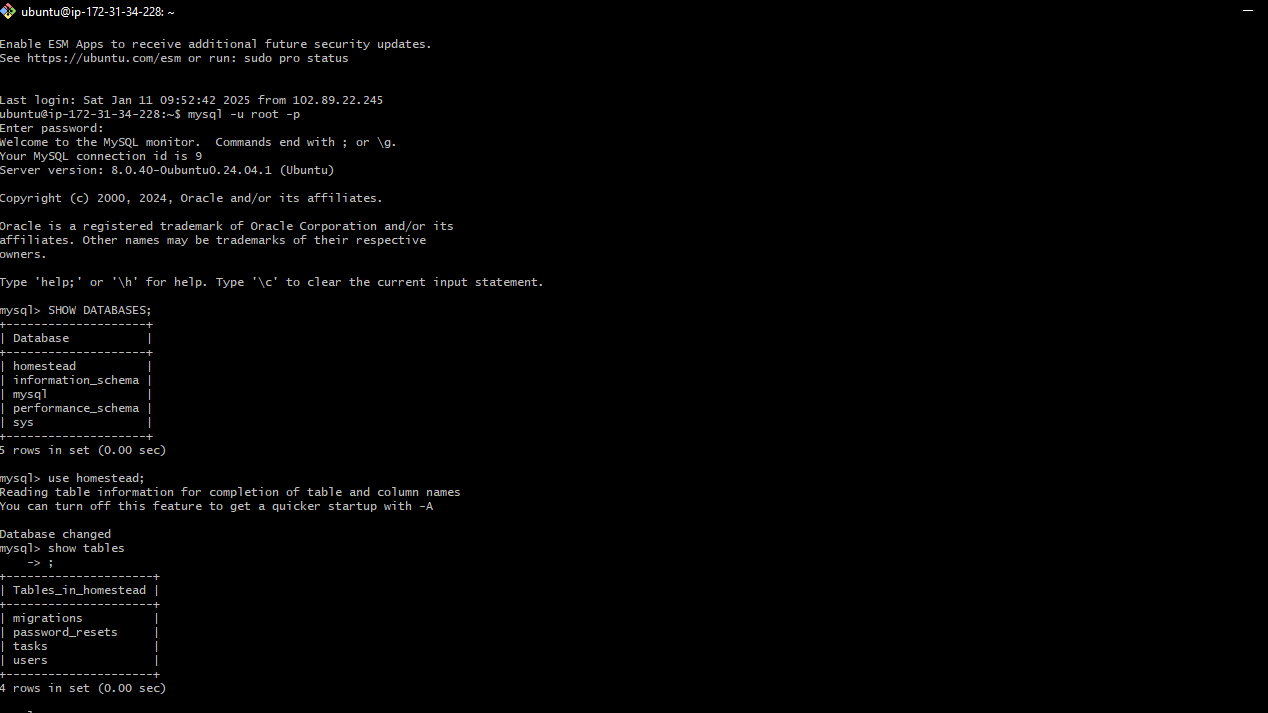 ubuntu@ip-172-31-34-228: ~
Enable ESM Apps to receive additional future security updates.
See https://ubuntu.com/esm or run: sudo pro status
Last login: Sat Jan 11 09:52:42 2025 from 102.89.22.245
ubuntu@ip-172-31-34-228:~$ mysql -u root -p
Enter password:
Welcome to the MySQL monitor.  Commands end with ; or \g.
Your MySQL connection id is 9
Server version: 8.0.40-0ubuntu0.24.04.1 (Ubuntu)
Copyright (c) 2000, 2024, Oracle and/or its affiliates.
Oracle is a registered trademark of Oracle Corporation and/or its
affiliates. Other names may be trademarks of their respective
owners.
Type 'help;' or '\h' for help. Type '\c' to clear the current input statement.
mysql> SHOW DATABASES;
+--------------------+
| Database           |
+--------------------+
| homestead          |
| information_schema |
| mysql              |
| performance_schema |
| sys                |
+--------------------+
5 rows in set (0.00 sec)
mysql> use homestead;
Reading table information for completion of table and column names
You can turn off this feature to get a quicker startup with -A
Database changed
mysql> show tables
    -> ;
+---------------------+
| Tables_in_homestead |
+---------------------+
| migrations          |
| password_resets     |
| tasks               |
| users               |
+---------------------+
4 rows in set (0.00 sec)